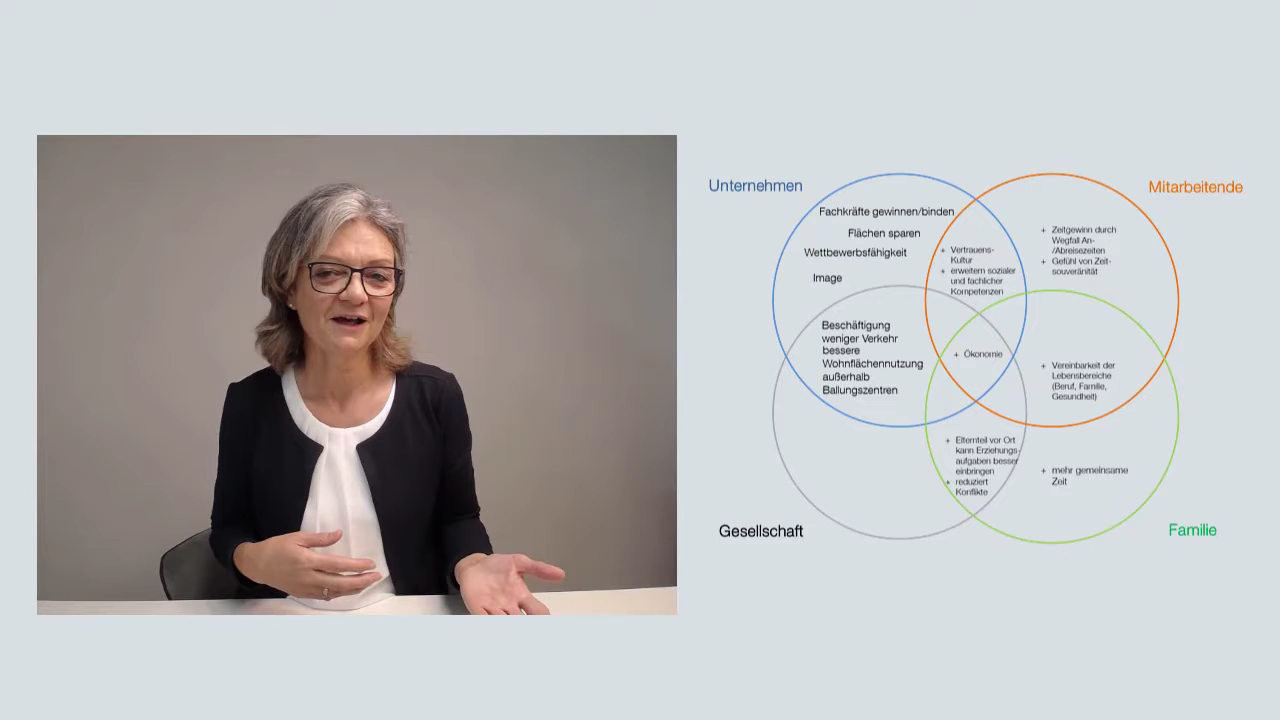 Unternehmen
Mitarbeitende
Fachkräfte gewinnen/binden
Flächen sparen
Wettbewerbsfähigkeit
Image
+ Vertrauens-
Kultur
+ erweitern sozialer
und fachlicher
Kompetenzen
+ Zeitgewinn durch
Wegfall An-
/Abreisezeiten
+ Gefühl von Zeit-
souveränität
Beschäftigung
weniger Verkehr
bessere
Wohnflächennutzung
außerhalb
Ballungszentren
+ Ökonomie
+ Vereinbarkeit der
Lebensbereiche
(Beruf, Familie,
Gesundheit)
+ Elternteil vor Ort
kann Erziehungs-
aufgaben besser
einbringen
+ reduziert
Konflikte
+ mehr gemeinsame
Zeit
Gesellschaft
Familie